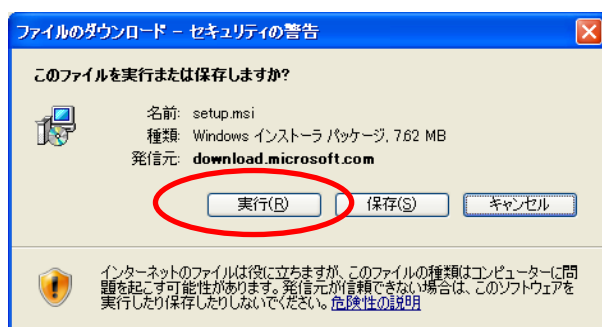 ファイルのダウンロード - セキュリティの警告
このファイルを実行または保存しますか?
名前: setup.msi
種類: Windows インストーラ パッケージ, 7.62 MB
発信元: download.microsoft.com
実行(R) 保存(S) キャンセル
インターネットのファイルは役に立ちますが、このファイルの種類はコンピューターに問
題を起こす可能性があります。発信元が信頼できない場合は、このソフトウェアを
実行したり保存したりしないでください。危険性の説明